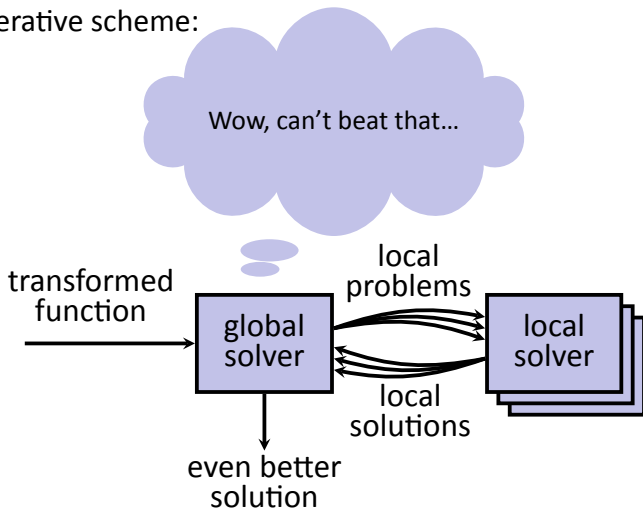 erative scheme:
Wow, can't beat that...
transformed
function
local
problems
global
solver
local
solver
local
solutions
even better
solution